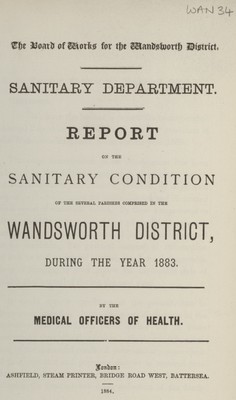 WAN 34
The Board of Works for the Wandsworth District.
SANITARY DEPARTMENT.
REPORT
ON THE
SANITARY CONDITION
OF THE SEVERAL PARISHES COMPRISED IN THE
WANDSWORTH DISTRICT,
DURING THE YEAR 1883.
BY THE
MEDICAL OFFICERS OF HEALTH.
London:
ASHFIELD, STEAM PRINTER, BRIDGE ROAD WEST, BATTERSEA.
1884.